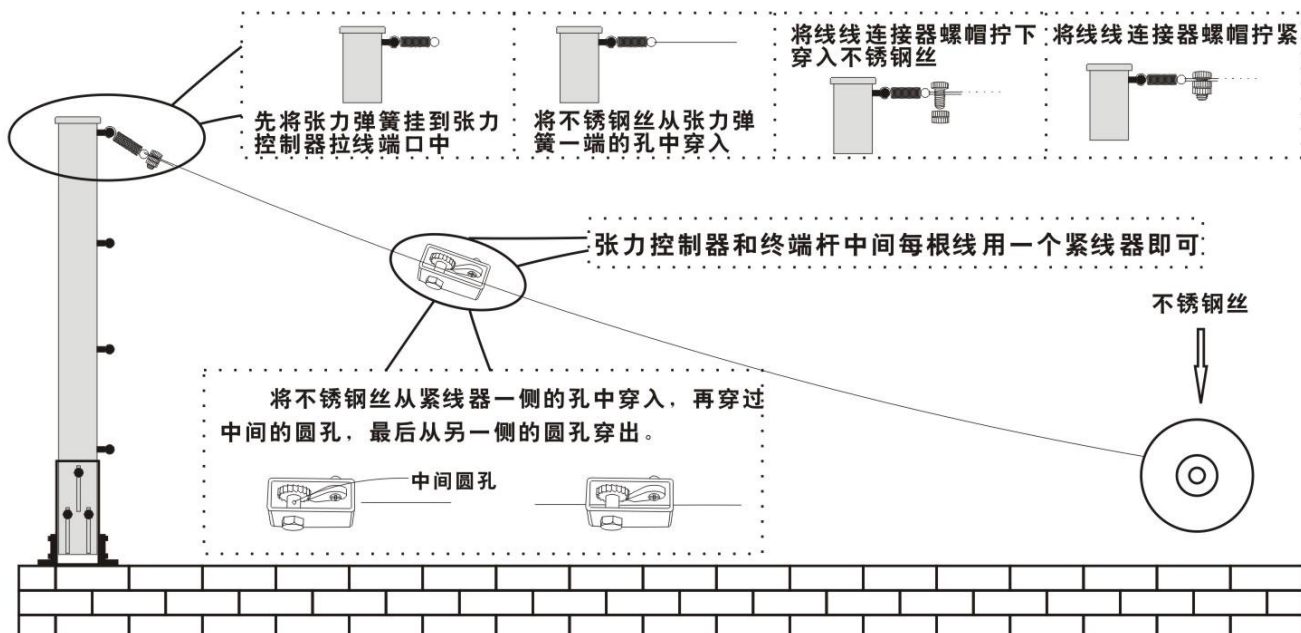 先将张力弹簧挂到张力
控制器拉线端口中
将不锈钢丝从张力弹
簧一端的孔中穿入
将线线连接器螺帽拧下
穿入不锈钢丝
将线线连接器螺帽拧紧
张力控制器和终端杆中间每根线用一个紧线器即可
不锈钢丝
将不锈钢丝从紧线器一侧的孔中穿入，再穿过
中间的圆孔，最后从另一侧的圆孔穿出。
中间圆孔